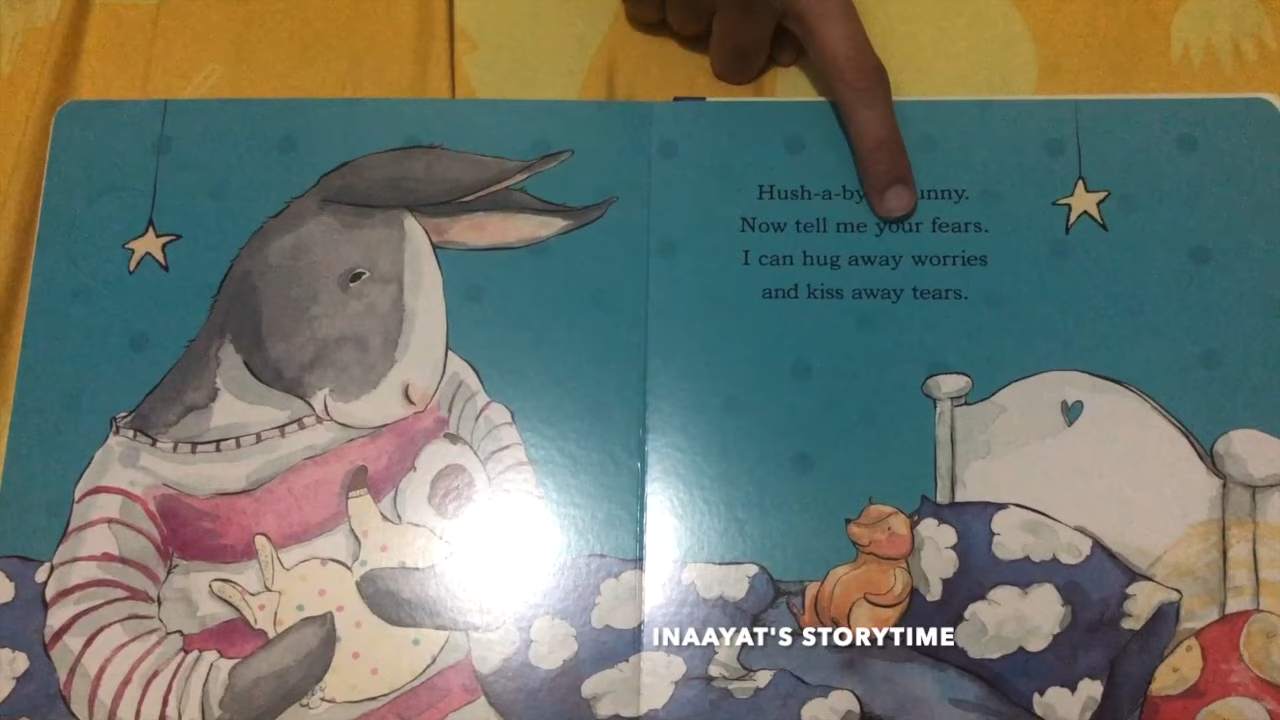 Hush-a-by
Now tell me your fears.
I can hug away worries
and kiss away tears.
INAAYAT'S STORYTIME